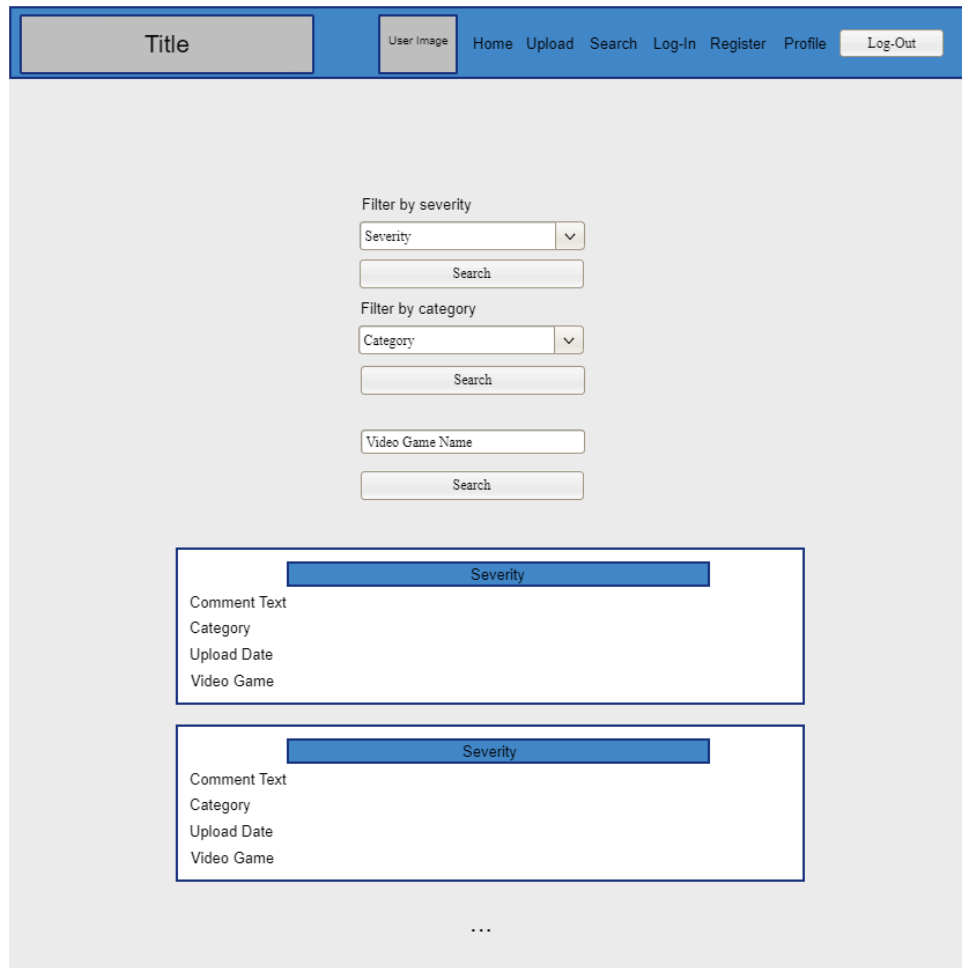 Title
User Image
Home Upload Search Log-In Register Profile Log-Out
Filter by severity
Severity
Search
Filter by category
Category
Search
Video Game Name
Search
Severity
Comment Text
Category
Upload Date
Video Game
Severity
Comment Text
Category
Upload Date
Video Game
...